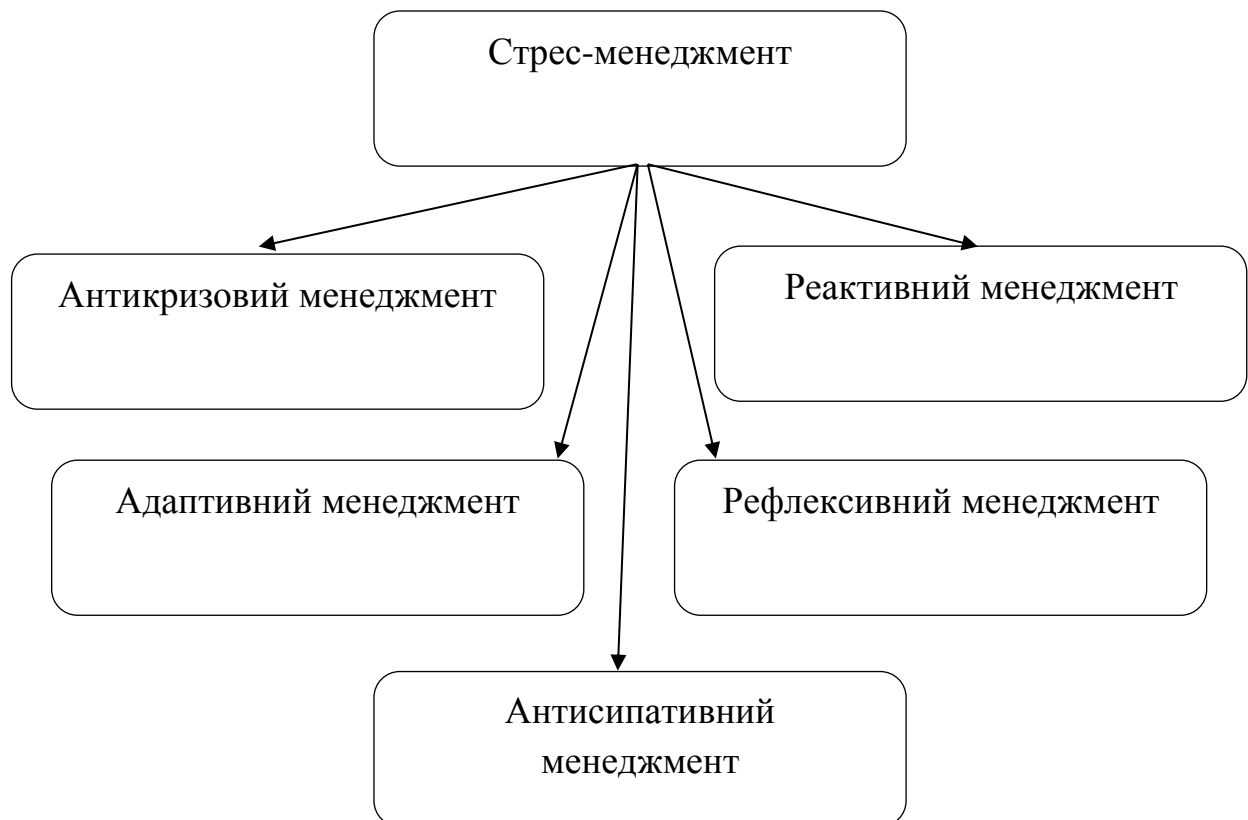 Стрес-менеджмент
Антикризовий менеджмент
Реактивний менеджмент
Адаптивний менеджмент
Рефлексивний менеджмент
Антисипативний
менеджмент